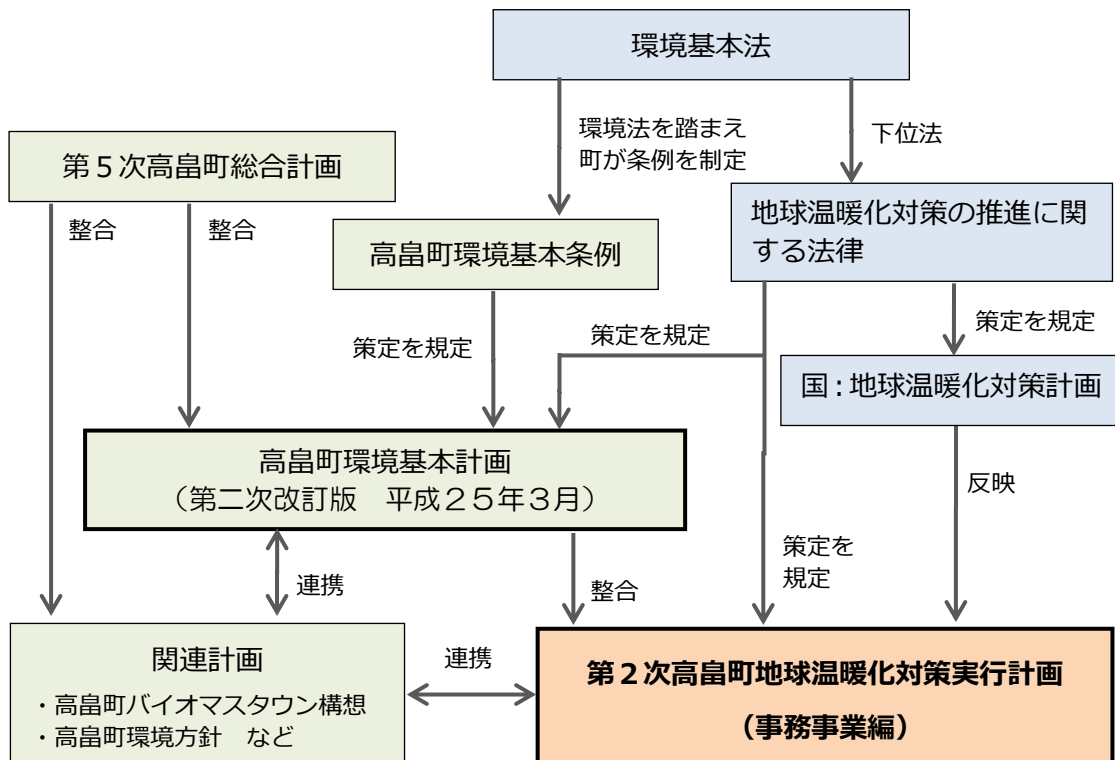 環境基本法
環境法を踏まえ
町が条例を制定
下位法
第５次高畠町総合計画
整合
整合
高畠町環境基本条例
地球温暖化対策の推進に関
する法律
策定を規定
策定を規定
策定を規定
国:地球温暖化対策計画
高畠町環境基本計画
（第二次改訂版　平成２５年３月）
反映
連携
整合
策定を
規定
関連計画
・高畠町バイオマスタウン構想
・高畠町環境方針　など
連携
第２次高畠町地球温暖化対策実行計画
（事務事業編）